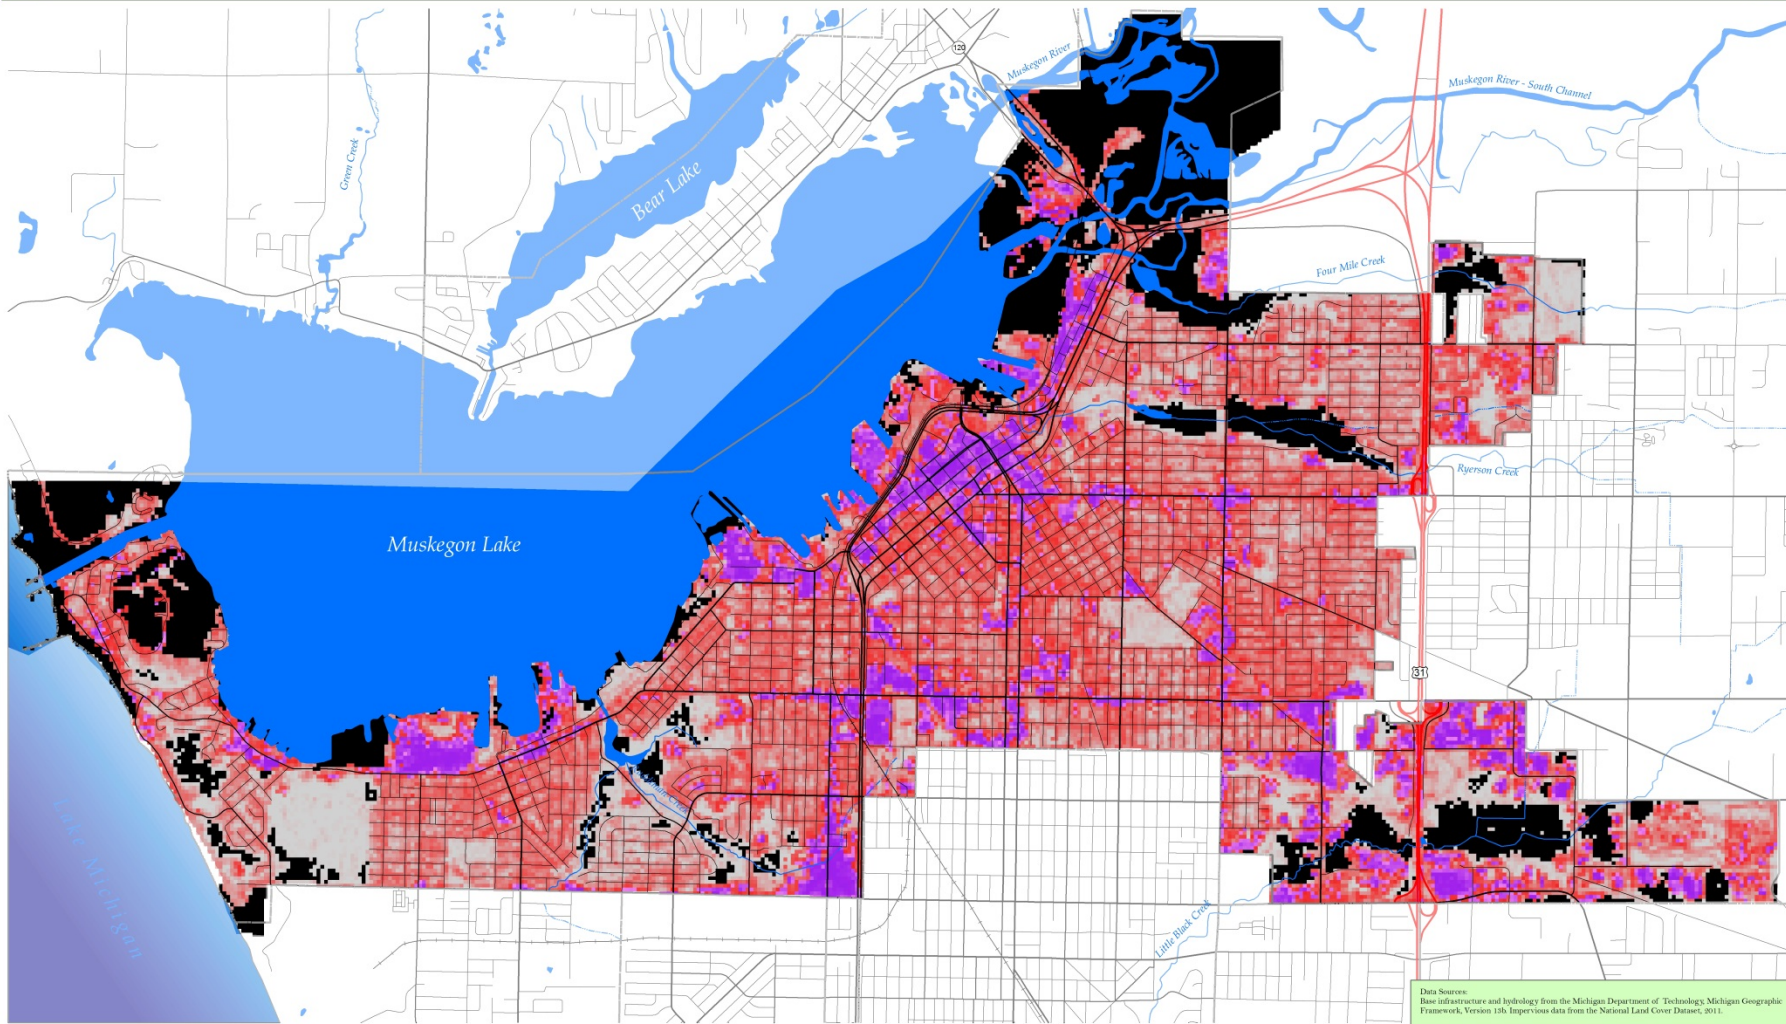 120
Muskegon River
Muskegon River - South Channel
Green Creek
Bear Lake
Four Mile Creek
Ryerson Creek
Muskegon Lake
31
Lake Michigan
Little Black Creek
Data Sources:
Base infrastructure and hydrology from the Michigan Department of Technology, Michigan Geographic
Framework, Version 13b. Impervious data from the National Land Cover Dataset, 2011.